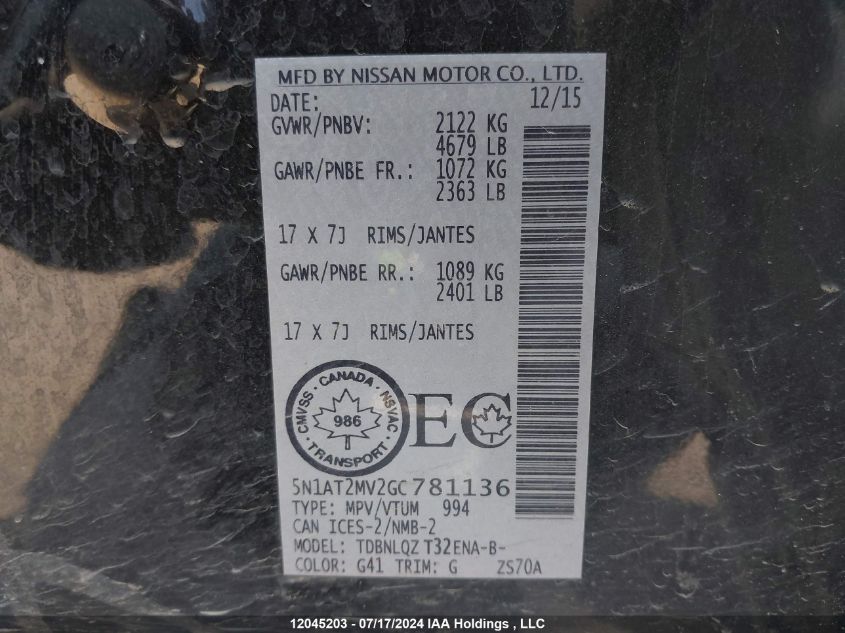 MFD BY NISSAN MOTOR CO., LTD.
DATE: 12/15
GVWR/PNBV: 2122 KG
4679 LB
GAWR/PNBE FR.: 1072 KG
2363 LB
17 X 7J RIMS/JANTES
GAWR/PNBE RR.: 1089 KG
2401 LB
17 X 7J RIMS/JANTES
CMVSS · CANADA · NSVAC · TRANSPORT ·
986
EC
5N1AT2MV2GC781136
TYPE: MPV/VTUM 994
CAN ICES-2/NMB-2
MODEL: TDBNLQZ T32ENA-B-
COLOR: G41 TRIM: G ZS70A
12045203 - 07/17/2024 IAA Holdings , LLC